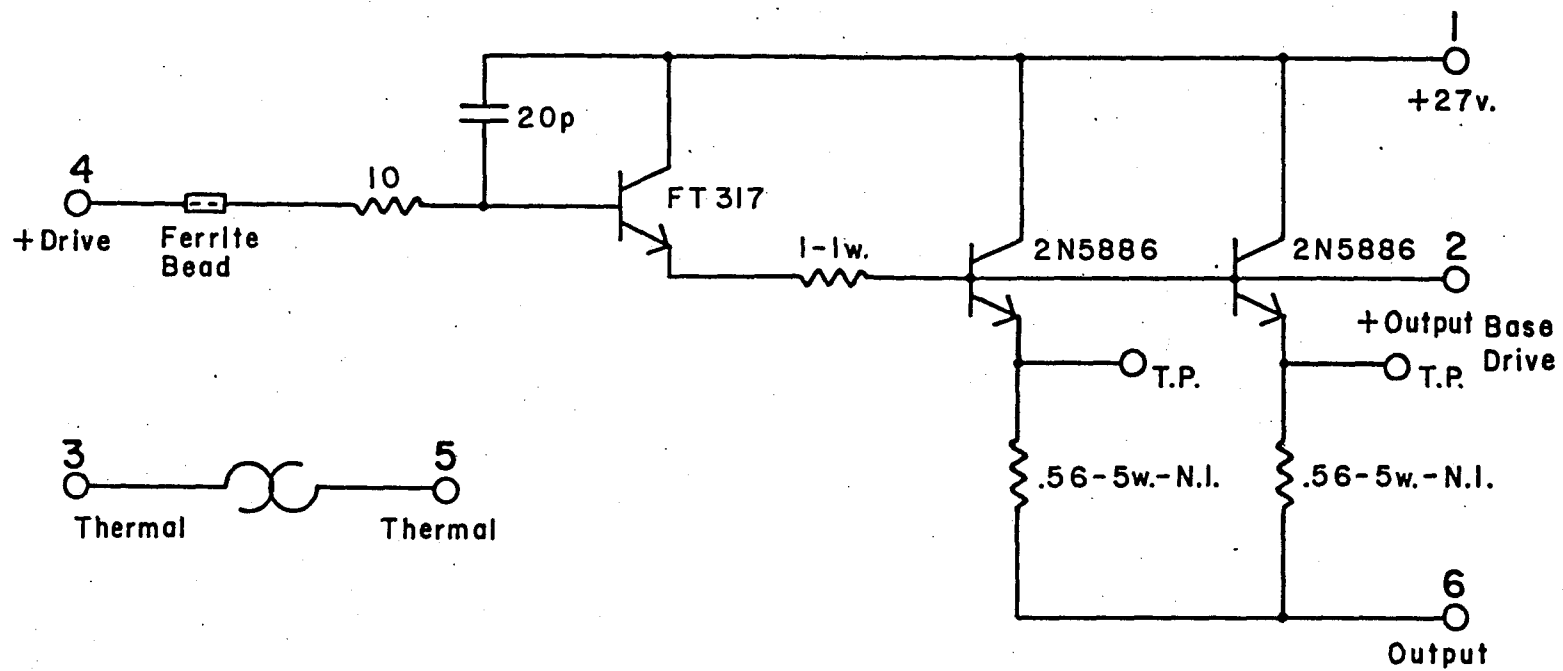 1
+27v.
20p
4
10
FT 317
+Drive
Ferrite
Bead
1-1w.
2N5886
2N5886
2
+Output Base
Drive
T.P.
T.P.
3
5
.56-5w.-N.I.
.56-5w.-N.I.
Thermal
Thermal
6
Output